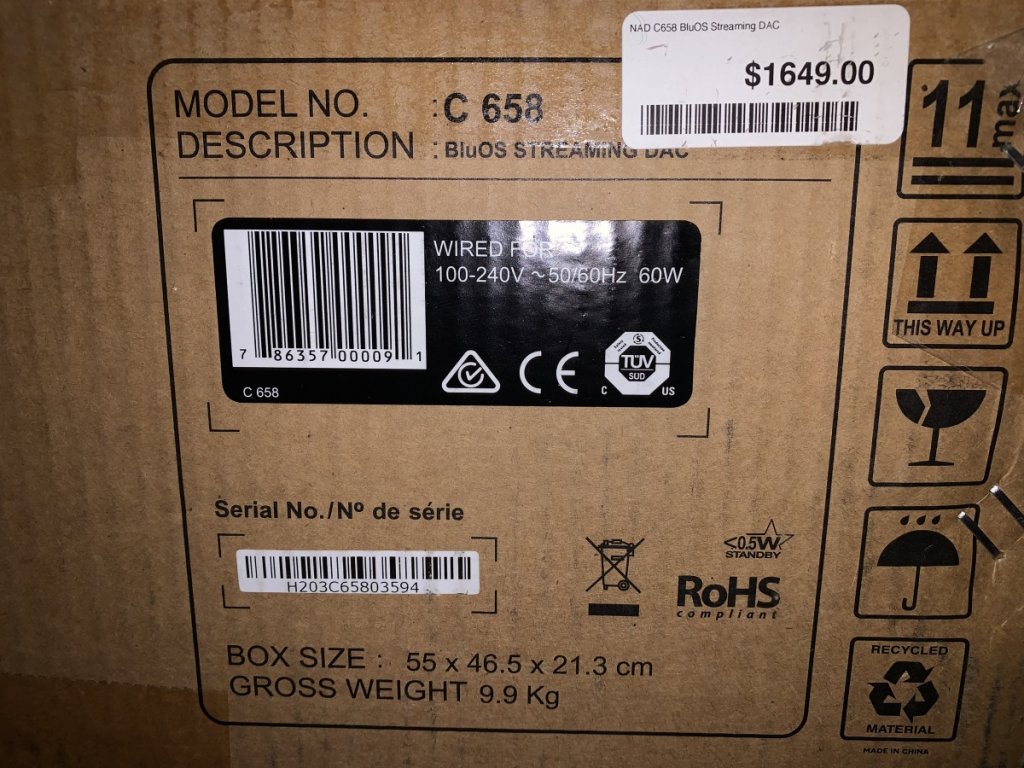 NAD C658 BluOS Streaming DAC
$1649.00
MODEL NO. : C 658
DESCRIPTION : BluOS STREAMING DAC
11 max
WIRED FOR
100-240V ~ 50/60Hz 60W
7 86357 00009 1
C 658
TÜV
SÜD
C US
THIS WAY UP
Serial No./Nº de série
H203C65803594
<0.5W
STANDBY
RoHS
compliant
BOX SIZE : 55 x 46.5 x 21.3 cm
GROSS WEIGHT 9.9 Kg
RECYCLED
MATERIAL
MADE IN CHINA